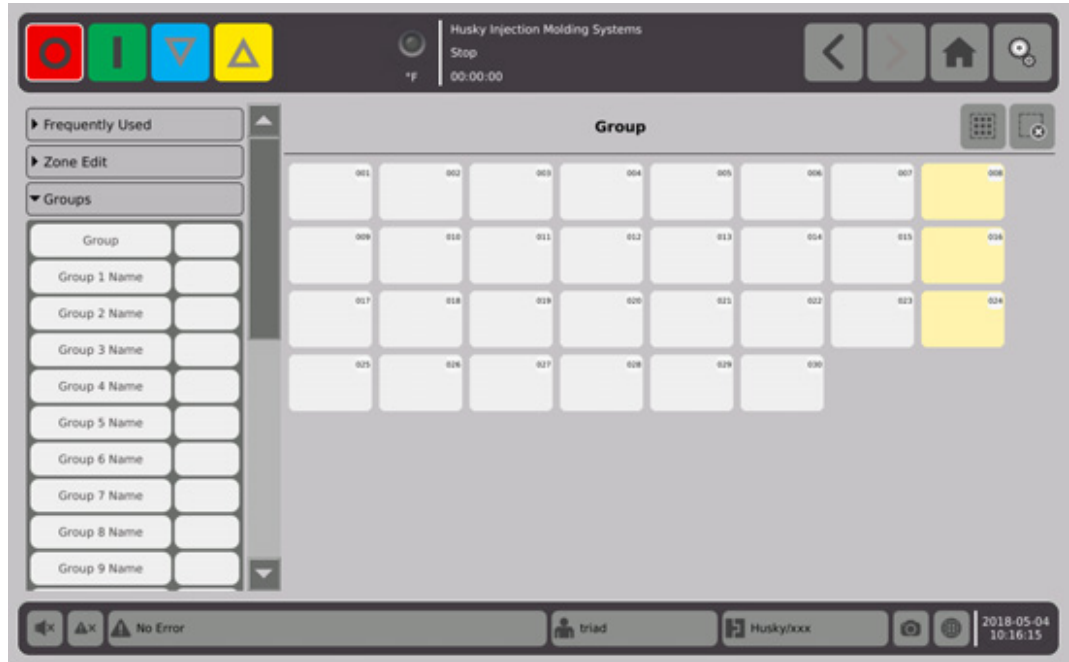 Husky Injection Molding Systems
Stop
°F 00:00:00
Frequently Used
Zone Edit
Groups
Group
Group 1 Name
Group 2 Name
Group 3 Name
Group 4 Name
Group 5 Name
Group 6 Name
Group 7 Name
Group 8 Name
Group 9 Name
Group
001 002 003 004 005 006 007 008
009 010 011 012 013 014 015 016
017 018 019 020 021 022 023 024
025 026 027 028 029 030
No Error triad Husky/xxx 2018-05-04
10:16:15